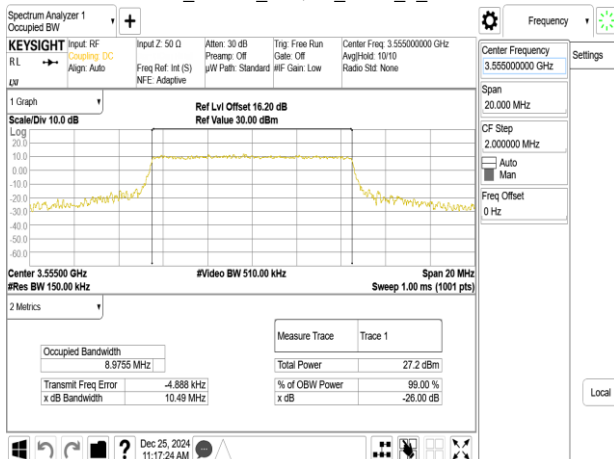 Spectrum Analyzer 1
Occupied BW
Frequency
KEYSIGHT
RL
Input: RF
Coupling: DC
Align: Auto
Input Z: 50 Ω
Freq Ref: Int (S)
NFE: Adaptive
Atten: 30 dB
Preamp: Off
µW Path: Standard
Trig: Free Run
Gate: Off
#IF Gain: Low
Center Freq: 3.555000000 GHz
Avg|Hold: 10/10
Radio Std: None
Center Frequency
3.555000000 GHz
Settings
Span
20.000 MHz
CF Step
2.000000 MHz
Auto
Man
Freq Offset
0 Hz
Local
1 Graph
Scale/Div 10.0 dB
Ref Lvl Offset 16.20 dB
Ref Value 30.00 dBm
Log
20.0
10.0
0.00
-10.0
-20.0
-30.0
-40.0
-50.0
-60.0
Center 3.55500 GHz
#Res BW 150.00 kHz
#Video BW 510.00 kHz
Span 20 MHz
Sweep 1.00 ms (1001 pts)
2 Metrics
Occupied Bandwidth
8.9755 MHz
Transmit Freq Error -4.888 kHz
x dB Bandwidth 10.49 MHz
Measure Trace Trace 1
Total Power 27.2 dBm
% of OBW Power 99.00 %
x dB -26.00 dB
?
Dec 25, 2024
11:17:24 AM